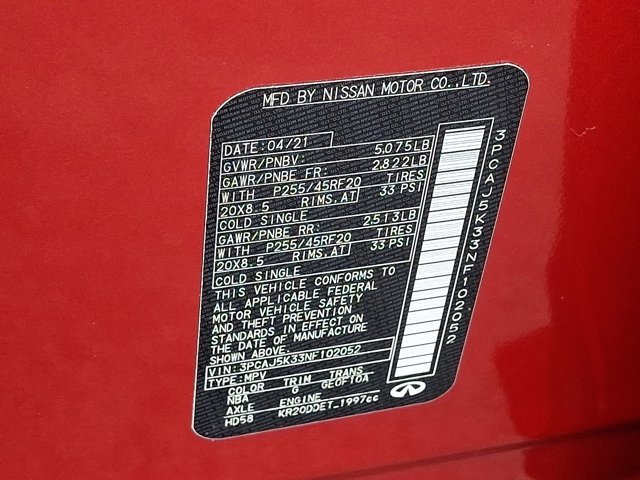 MFD BY NISSAN MOTOR CO.,LTD.
DATE: 04/21
GVWR/PNBV: 5,075LB
GAWR/PNBE FR: 2,822LB
WITH P255/45RF20 TIRES
20X8.5 RIMS.AT 33 PSI
COLD SINGLE
GAWR/PNBE RR: 2,513LB
WITH P255/45RF20 TIRES
20X8.5 RIMS.AT 33 PSI
COLD SINGLE
THIS VEHICLE CONFORMS TO
ALL APPLICABLE FEDERAL
MOTOR VEHICLE SAFETY
AND THEFT PREVENTION
STANDARDS IN EFFECT ON
THE DATE OF MANUFACTURE
SHOWN ABOVE.
VIN: 3PCAJ5K33NF102052
TYPE: MPV
COLOR TRIM TRANS
NBA G GEOF10A
AXLE ENGINE
HD58 KR20DDET 1997cc
3PCAJ5K33NF102052